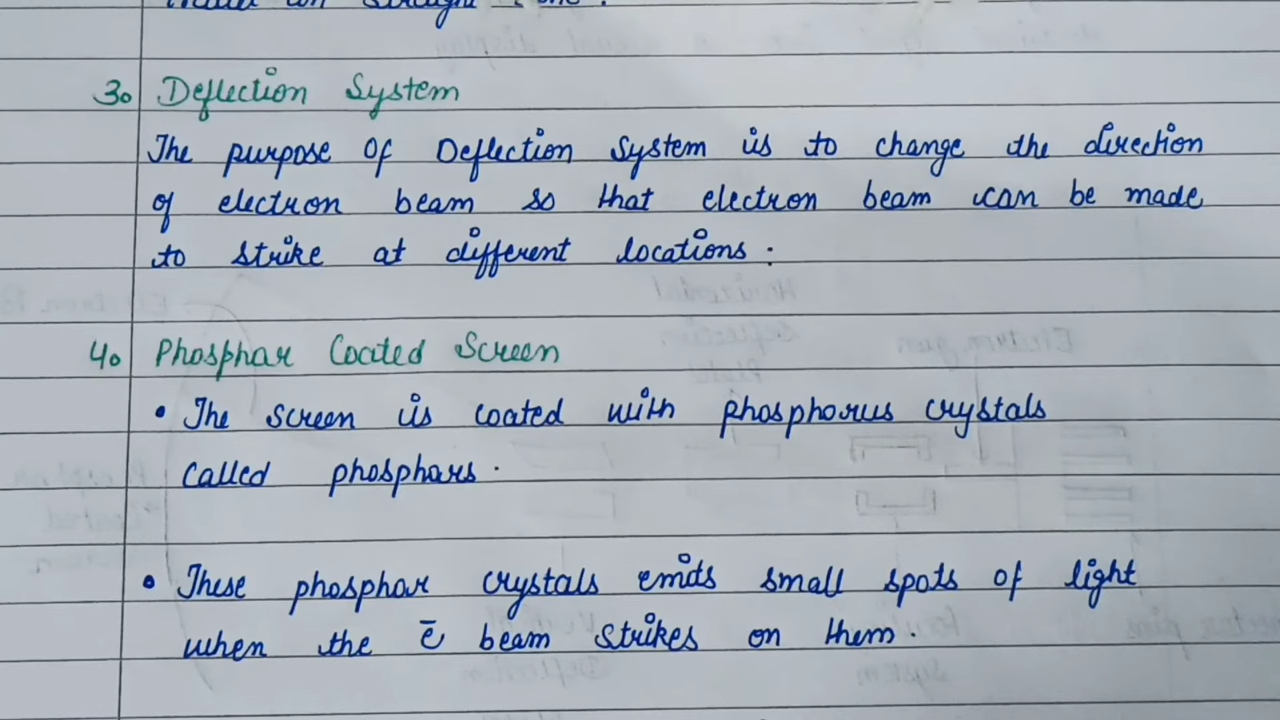 3. Deflection System
The purpose of Deflection System is to change the direction
of electron beam so that electron beam can be made
to strike at different locations :
4. Phosphar Coated Screen
• The screen is coated with phosphorus crystals
called phosphars.
• These phosphar crystals emits small spots of light
when the ē beam strikes on them.